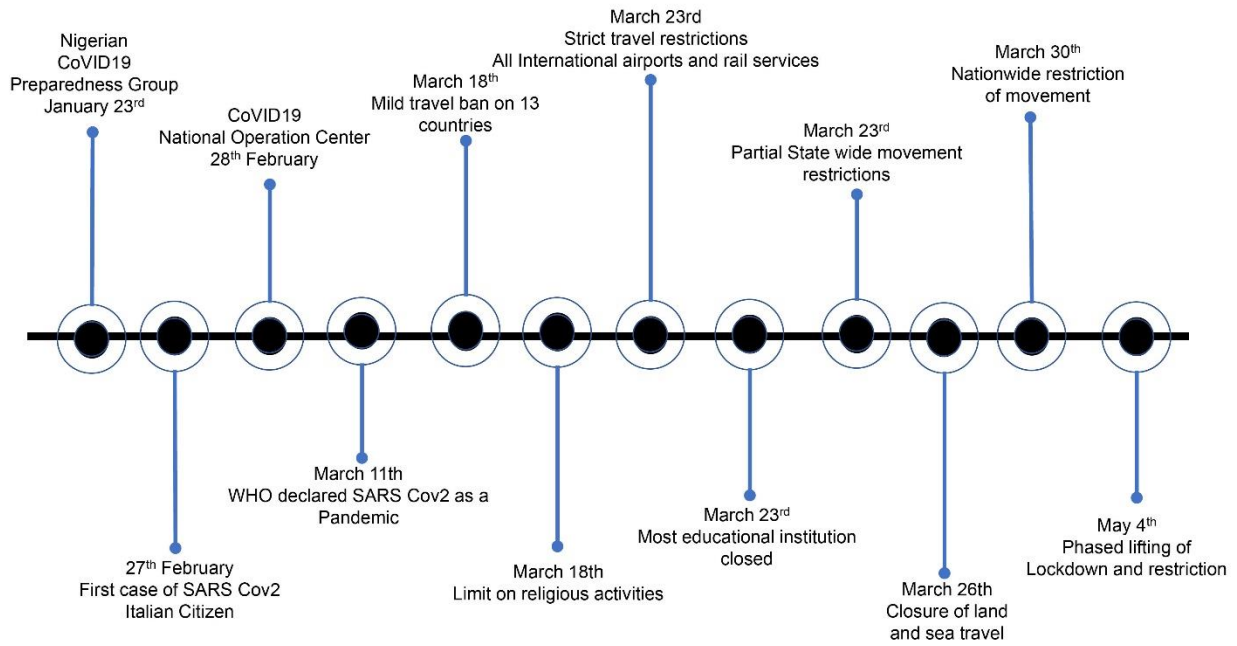 Nigerian
CoVID19
Preparedness Group
January 23rd
27th February
First case of SARS Cov2
Italian Citizen
CoVID19
National Operation Center
28th February
March 11th
WHO declared SARS Cov2 as a
Pandemic
March 18th
Mild travel ban on 13
countries
March 18th
Limit on religious activities
March 23rd
Strict travel restrictions
All International airports and rail services
March 23rd
Most educational institution
closed
March 23rd
Partial State wide movement
restrictions
March 26th
Closure of land
and sea travel
March 30th
Nationwide restriction
of movement
May 4th
Phased lifting of
Lockdown and restriction